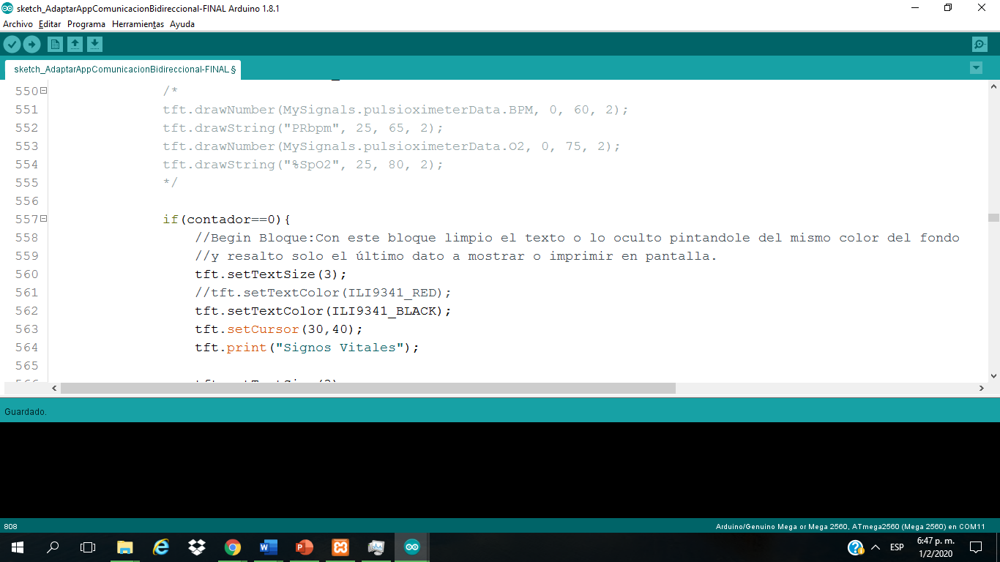 sketch_AdaptarAppComunicacionBidireccional-FINAL Arduino 1.8.1
Archivo Editar Programa Herramientas Ayuda
sketch_AdaptarAppComunicacionBidireccional-FINAL §
550 /*
551 tft.drawNumber(MySignals.pulsioximeterData.BPM, 0, 60, 2);
552 tft.drawString("PRbpm", 25, 65, 2);
553 tft.drawNumber(MySignals.pulsioximeterData.O2, 0, 75, 2);
554 tft.drawString("%SpO2", 25, 80, 2);
555 */
556
557 if(contador==0){
558 //Begin Bloque:Con este bloque limpio el texto o lo oculto pintandole del mismo color del fondo
559 //y resalto solo el último dato a mostrar o imprimir en pantalla.
560 tft.setTextSize(3);
561 //tft.setTextColor(ILI9341_RED);
562 tft.setTextColor(ILI9341_BLACK);
563 tft.setCursor(30,40);
564 tft.print("Signos Vitales");
565
Guardado.
808 Arduino/Genuino Mega or Mega 2560, ATmega2560 (Mega 2560) en COM11
ESP 6:47 p. m.
1/2/2020